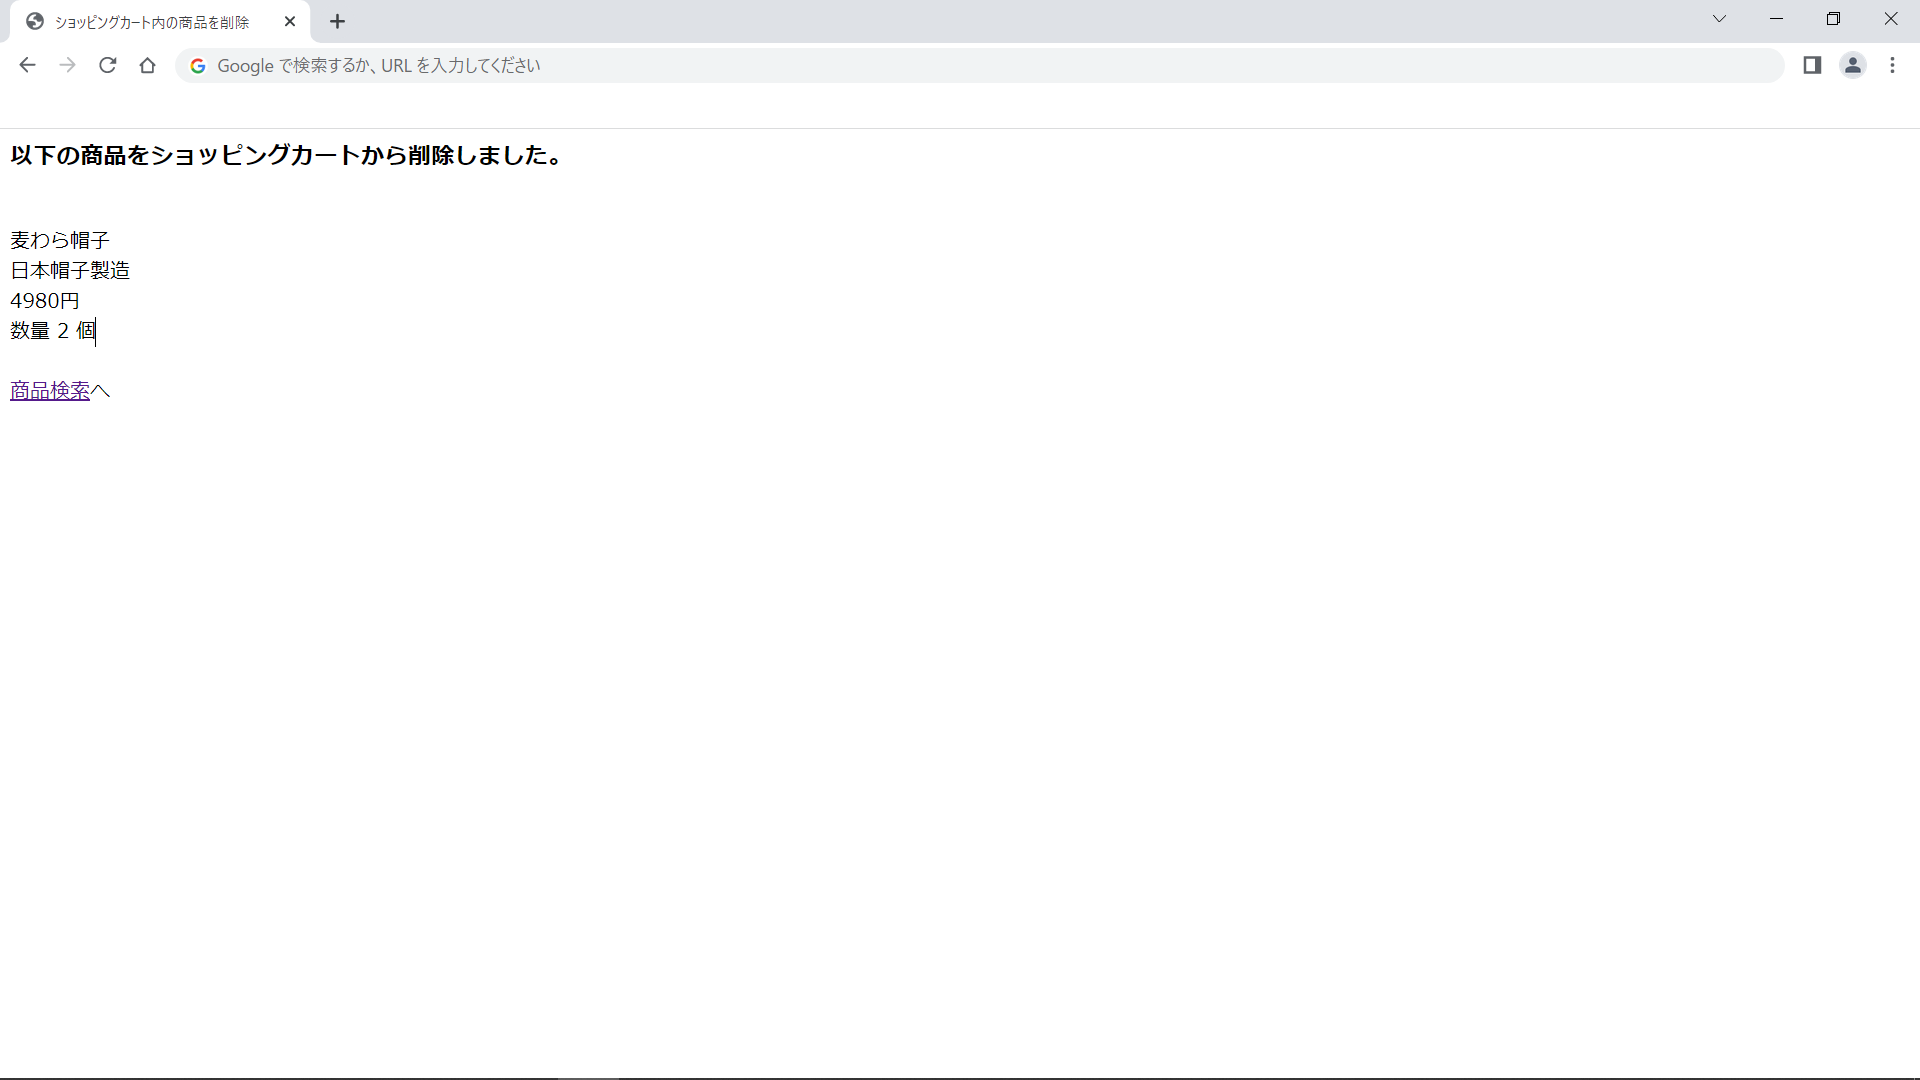 ショッピングカート内の商品を削除
Google で検索するか、URL を入力してください
以下の商品をショッピングカートから削除しました。
麦わら帽子
日本帽子製造
4980円
数量 2 個
商品検索へ